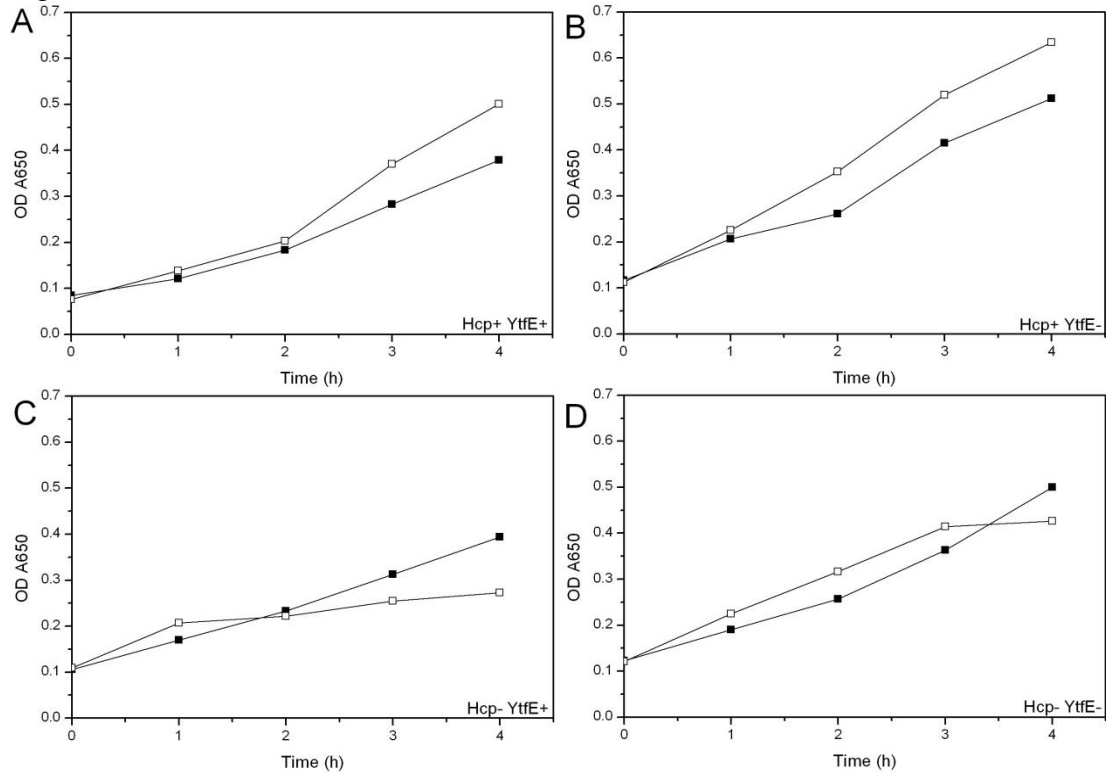 A
0.7
0.6
0.5
0.4
0.3
0.2
0.1
0.0
OD A650
Hcp+ YtfE+
0 1 2 3 4 5
Time (h)
B
0.7
0.6
0.5
0.4
0.3
0.2
0.1
0.0
OD A650
Hcp+ YtfE-
0 1 2 3 4
Time (h)
C
0.7
0.6
0.5
0.4
0.3
0.2
0.1
0.0
OD A650
Hcp- YtfE+
0 1 2 3 4
Time (h)
D
0.7
0.6
0.5
0.4
0.3
0.2
0.1
0.0
OD A650
Hcp- YtfE-
0 1 2 3 4
Time (h)